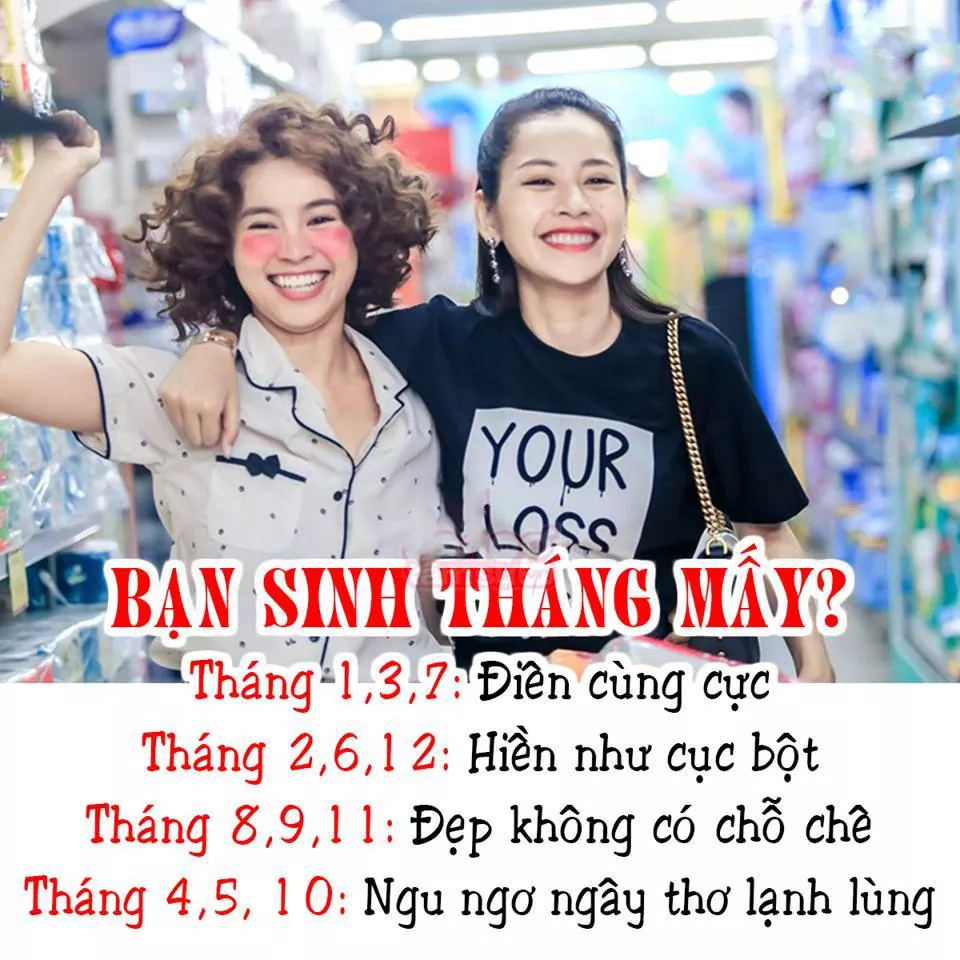 YOUR
LOSS
BẠN SINH THÁNG MẤY?
Tháng 1,3,7: Điền cùng cực
Tháng 2,6,12: Hiền như cục bột
Tháng 8,9,11: Đẹp không có chỗ chê
Tháng 4,5, 10: Ngu ngơ ngây thơ lạnh lùng